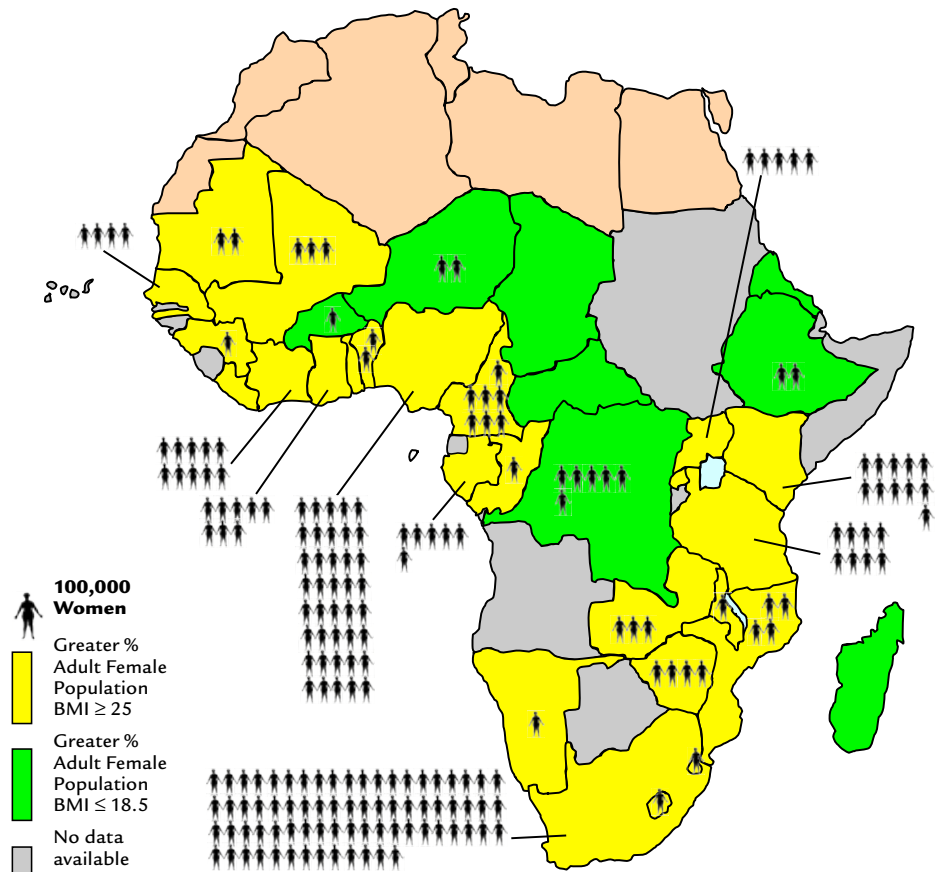 100,000
Women
Greater %
Adult Female
Population
BMI ≥ 25
Greater %
Adult Female
Population
BMI ≤ 18.5
No data
available